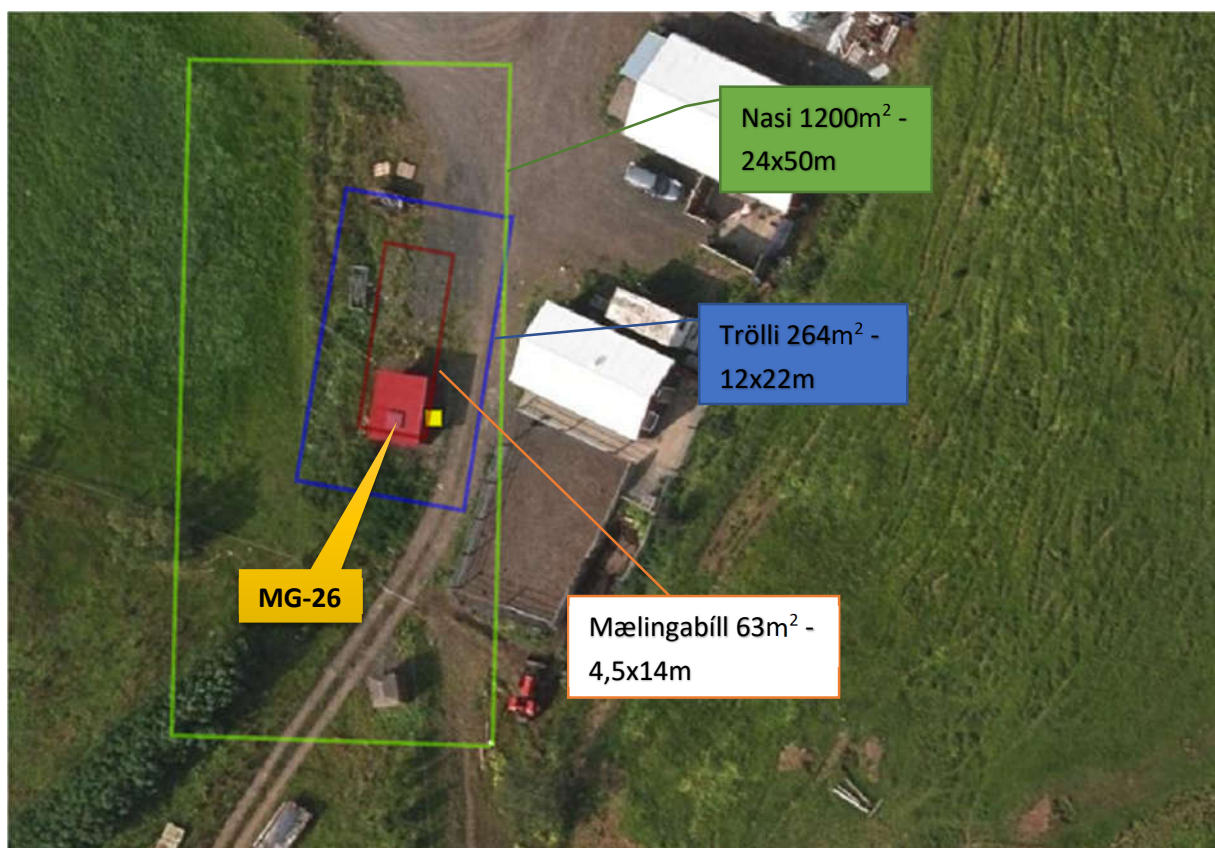 Nasi 1200m² -
24x50m
Trölli 264m² -
12x22m
MG-26
Mælingabíll 63m² -
4,5x14m